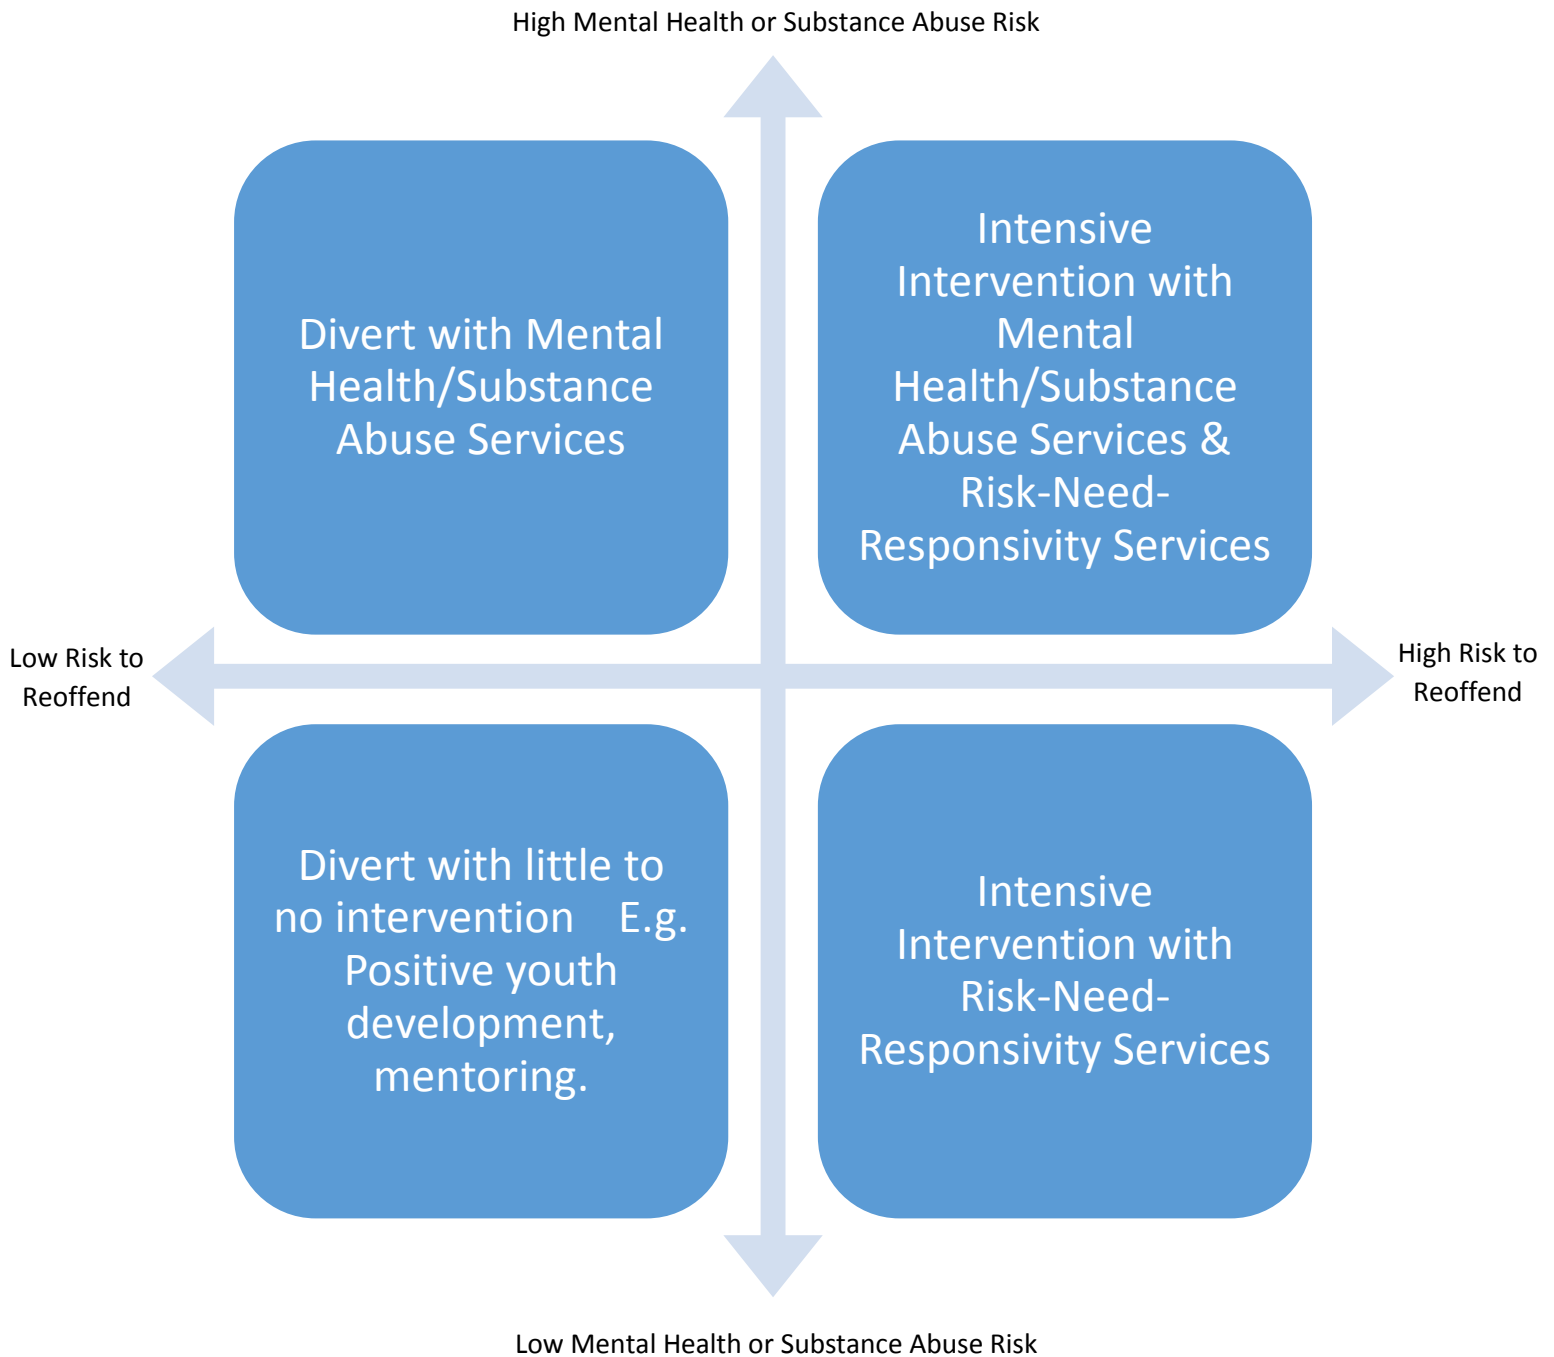 High Mental Health or Substance Abuse Risk
Divert with Mental
Health/Substance
Abuse Services
Intensive
Intervention with
Mental
Health/Substance
Abuse Services &
Risk-Need-
Responsivity Services
Low Risk to
Reoffend
High Risk to
Reoffend
Divert with little to
no intervention    E.g.
Positive youth
development,
mentoring.
Intensive
Intervention with
Risk-Need-
Responsivity Services
Low Mental Health or Substance Abuse Risk